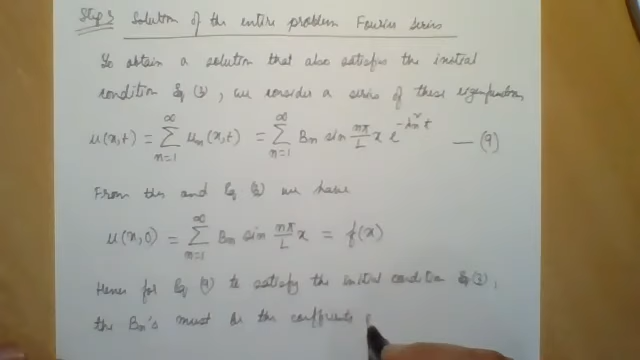 Step 3 Solution of the entire problem Fourier series
To obtain a solution that also satisfies the initial
condition Eq (3), we consider a series of these eigenfunctions,
u(x,t) = ∑_{n=1}^{∞} u_n(x,t) = ∑_{n=1}^{∞} B_n sin nπ/L x e^{-λ_n² t} — (9)
From this and Eq (3) we have
u(x,0) = ∑_{n=1}^{∞} B_n sin nπ/L x = f(x)
Hence for Eq (9) to satisfy the initial condition Eq (3),
the B_n's must be the coefficients